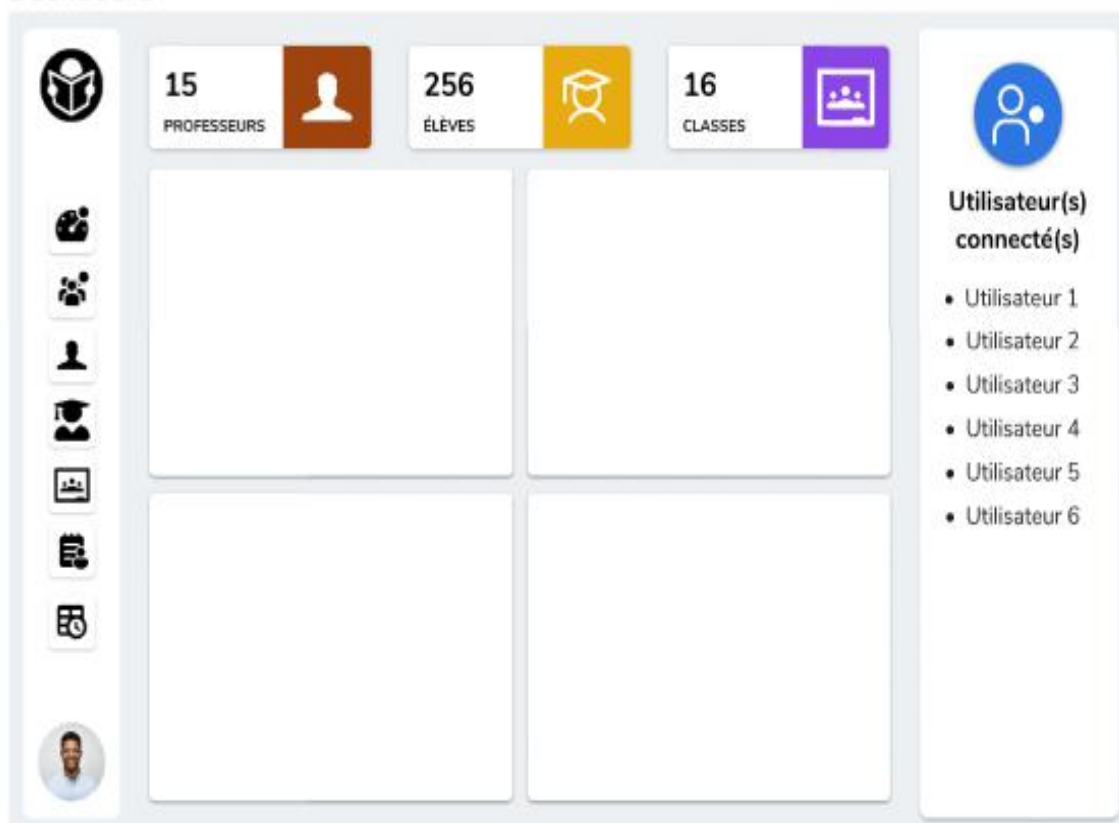 15
PROFESSEURS
256
ÉLÈVES
16
CLASSES
Utilisateur(s)
connecté(s)
Utilisateur 1
Utilisateur 2
Utilisateur 3
Utilisateur 4
Utilisateur 5
Utilisateur 6